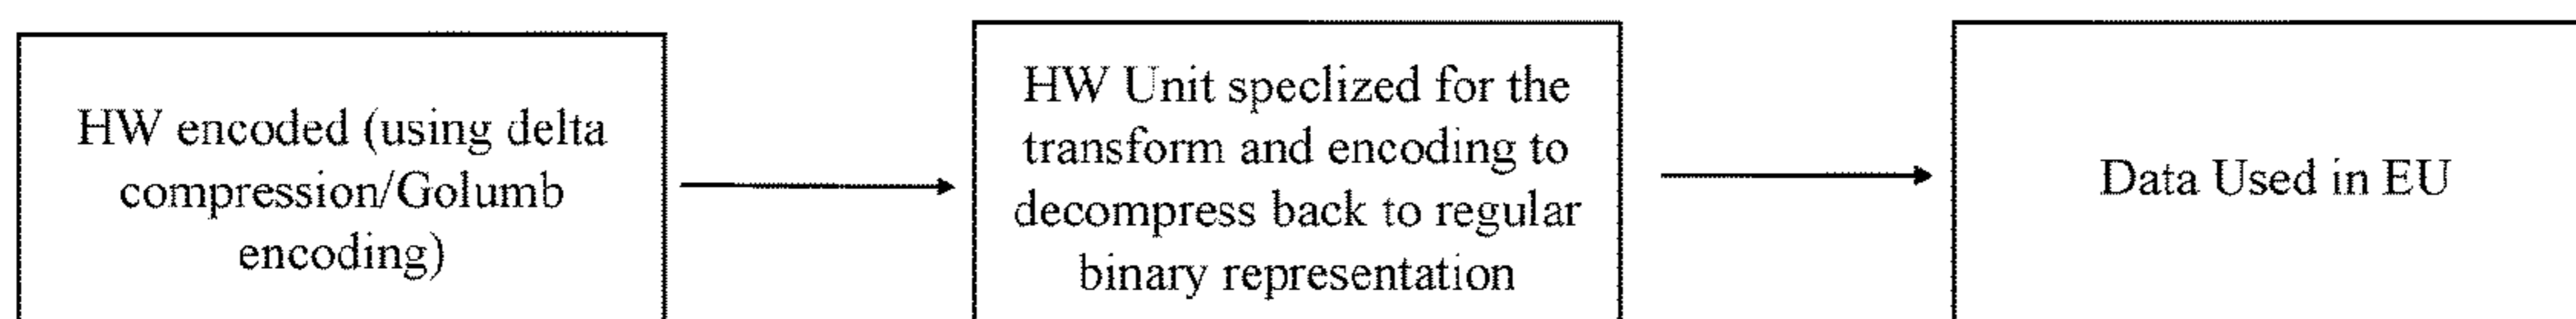 HW encoded (using delta
compression/Golumb
encoding)
HW Unit speclized for the
transform and encoding to
decompress back to regular
binary representation
Data Used in EU